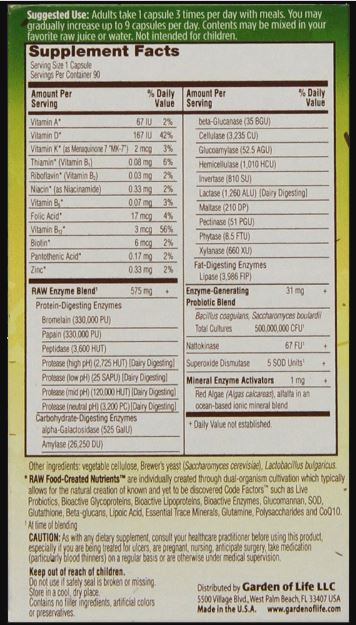 Suggested Use: Adults take 1 capsule 3 times per day with meals. You may
gradually increase up to 9 capsules per day. Contents may be mixed in your
favorite raw juice or water. Not intended for children.
Supplement Facts
Serving Size 1 Capsule
Servings Per Container 90
Amount Per Serving % Daily Value
Vitamin A* 67 IU 2%
Vitamin D* 167 IU 42%
Vitamin K* (as Menaquinone 7 "MK-7") 2 mcg 3%
Thiamin* (Vitamin B₁) 0.08 mg 6%
Riboflavin* (Vitamin B₂) 0.03 mg 2%
Niacin* (as Niacinamide) 0.33 mg 2%
Vitamin B₆* 0.07 mg 3%
Folic Acid* 17 mcg 4%
Vitamin B₁₂* 3 mcg 56%
Biotin* 6 mcg 2%
Pantothenic Acid* 0.17 mg 2%
Zinc* 0.33 mg 2%
RAW Enzyme Blend¹ 575 mg +
Protein-Digesting Enzymes
Bromelain (330,000 PU)
Papain (330,000 PU)
Peptidase (3,600 HUT)
Protease (high pH) (2,725 HUT) [Dairy Digesting]
Protease (low pH) (25 SAPU) [Dairy Digesting]
Protease (mid pH) (120,000 HUT) [Dairy Digesting]
Protease (neutral pH) (3,200 PC) [Dairy Digesting]
Carbohydrate-Digesting Enzymes
alpha-Galactosidase (525 GalU)
Amylase (26,250 DU)
Amount Per Serving % Daily Value
beta-Glucanase (35 BGU)
Cellulase (3,235 CU)
Glucoamylase (52.5 AGU)
Hemicellulase (1,010 HCU)
Invertase (810 SU)
Lactase (1,260 ALU) [Dairy Digesting]
Maltase (210 DP)
Pectinase (51 PGU)
Phytase (8.5 FTU)
Xylanase (660 XU)
Fat-Digesting Enzymes
Lipase (3,986 FIP)
Enzyme-Generating 31 mg +
Probiotic Blend
Bacillus coagulans, Saccharomyces boulardii
Total Cultures 500,000,000 CFU¹
Nattokinase 67 FU¹ +
Superoxide Dismutase 5 SOD Units¹ +
Mineral Enzyme Activators 1 mg +
Red Algae (Algas calcareas), alfalfa in an
ocean-based ionic mineral blend
+ Daily Value not established.
Other ingredients: vegetable cellulose, Brewer's yeast (Saccharomyces cerevisiae), Lactobacillus bulgaricus.
* RAW Food-Created Nutrients™ are individually created through dual-organism cultivation which typically
allows for the natural creation of known and yet to be discovered Code Factors™ such as Live
Probiotics, Bioactive Glycoproteins, Bioactive Lipoproteins, Bioactive Enzymes, Glucomannan, SOD,
Glutathione, Beta-glucans, Lipoic Acid, Essential Trace Minerals, Glutamine, Polysaccharides and CoQ10.
¹ At time of blending
CAUTION: As with any dietary supplement, consult your healthcare practitioner before using this product,
especially if you are being treated for ulcers, are pregnant, nursing, anticipate surgery, take medication
(particularly blood thinners) on a regular basis or are otherwise under medical supervision.
Keep out of reach of children.
Do not use if safety seal is broken or missing.
Store in a cool, dry place.
Contains no filler ingredients, artificial colors
or preservatives.
Distributed by Garden of Life LLC
5500 Village Blvd., West Palm Beach, FL 33407 USA
Made in the U.S.A. www.gardenoflife.com